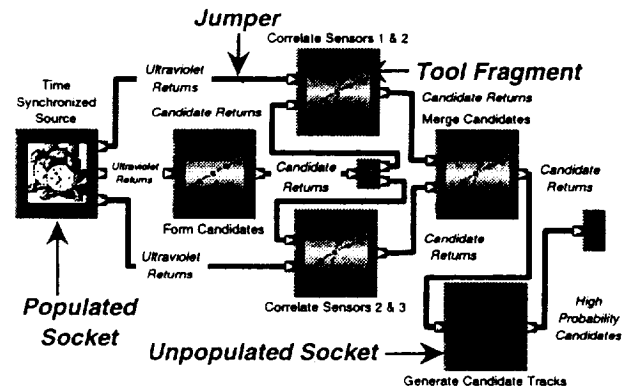 Jumper
Correlate Sensors 1 & 2
Ultraviolet
Returns
Tool Fragment
Time
Synchronized
Source
Candidate Returns
Candidate Returns
Merge Candidates
Ultraviolet
Returns
Candidate
Returns
Candidate
Returns
Form Candidates
Ultraviolet
Returns
Candidate
Returns
Correlate Sensors 2 & 3
Populated
Socket
High
Probability
Candidates
Unpopulated Socket
Generate Candidate Tracks